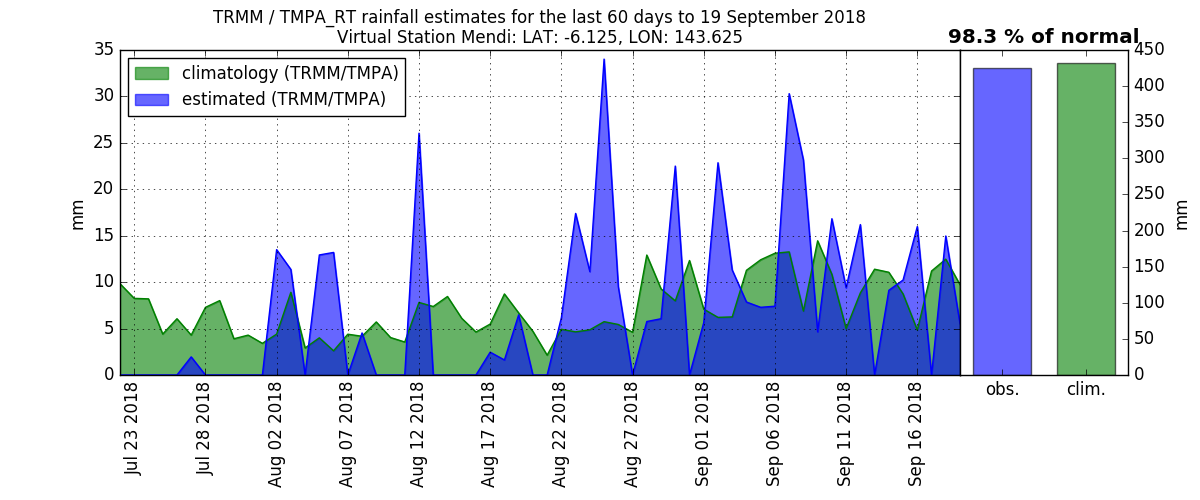 TRMM / TMPA_RT rainfall estimates for the last 60 days to 19 September 2018
Virtual Station Mendi: LAT: -6.125, LON: 143.625
98.3 % of normal
climatology (TRMM/TMPA)
estimated (TRMM/TMPA)
mm
35
30
25
20
15
10
5
0
Jul 23 2018
Jul 28 2018
Aug 02 2018
Aug 07 2018
Aug 12 2018
Aug 17 2018
Aug 22 2018
Aug 27 2018
Sep 01 2018
Sep 06 2018
Sep 11 2018
Sep 16 2018
450
400
350
300
250
200
150
100
50
0
mm
obs.
clim.